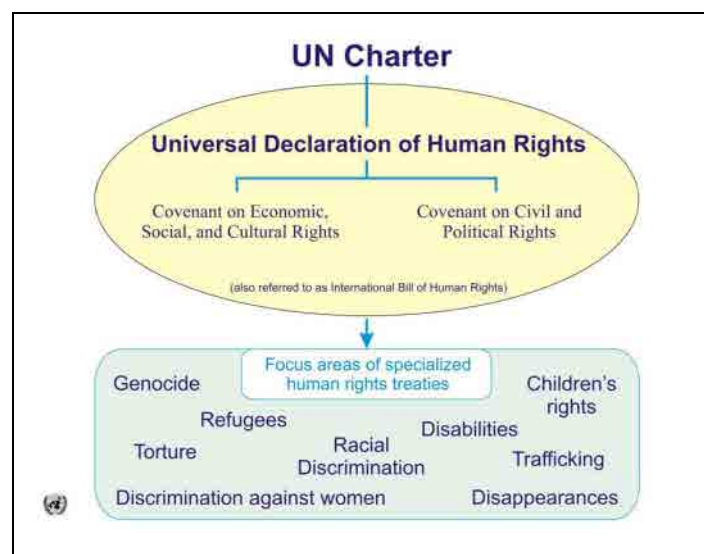 UN Charter
Universal Declaration of Human Rights
Covenant on Economic,
Social, and Cultural Rights
Covenant on Civil and
Political Rights
(also referred to as International Bill of Human Rights)
Focus areas of specialized
human rights treaties
Genocide
Children's
rights
Refugees
Disabilities
Torture
Racial
Discrimination
Trafficking
Discrimination against women
Disappearances